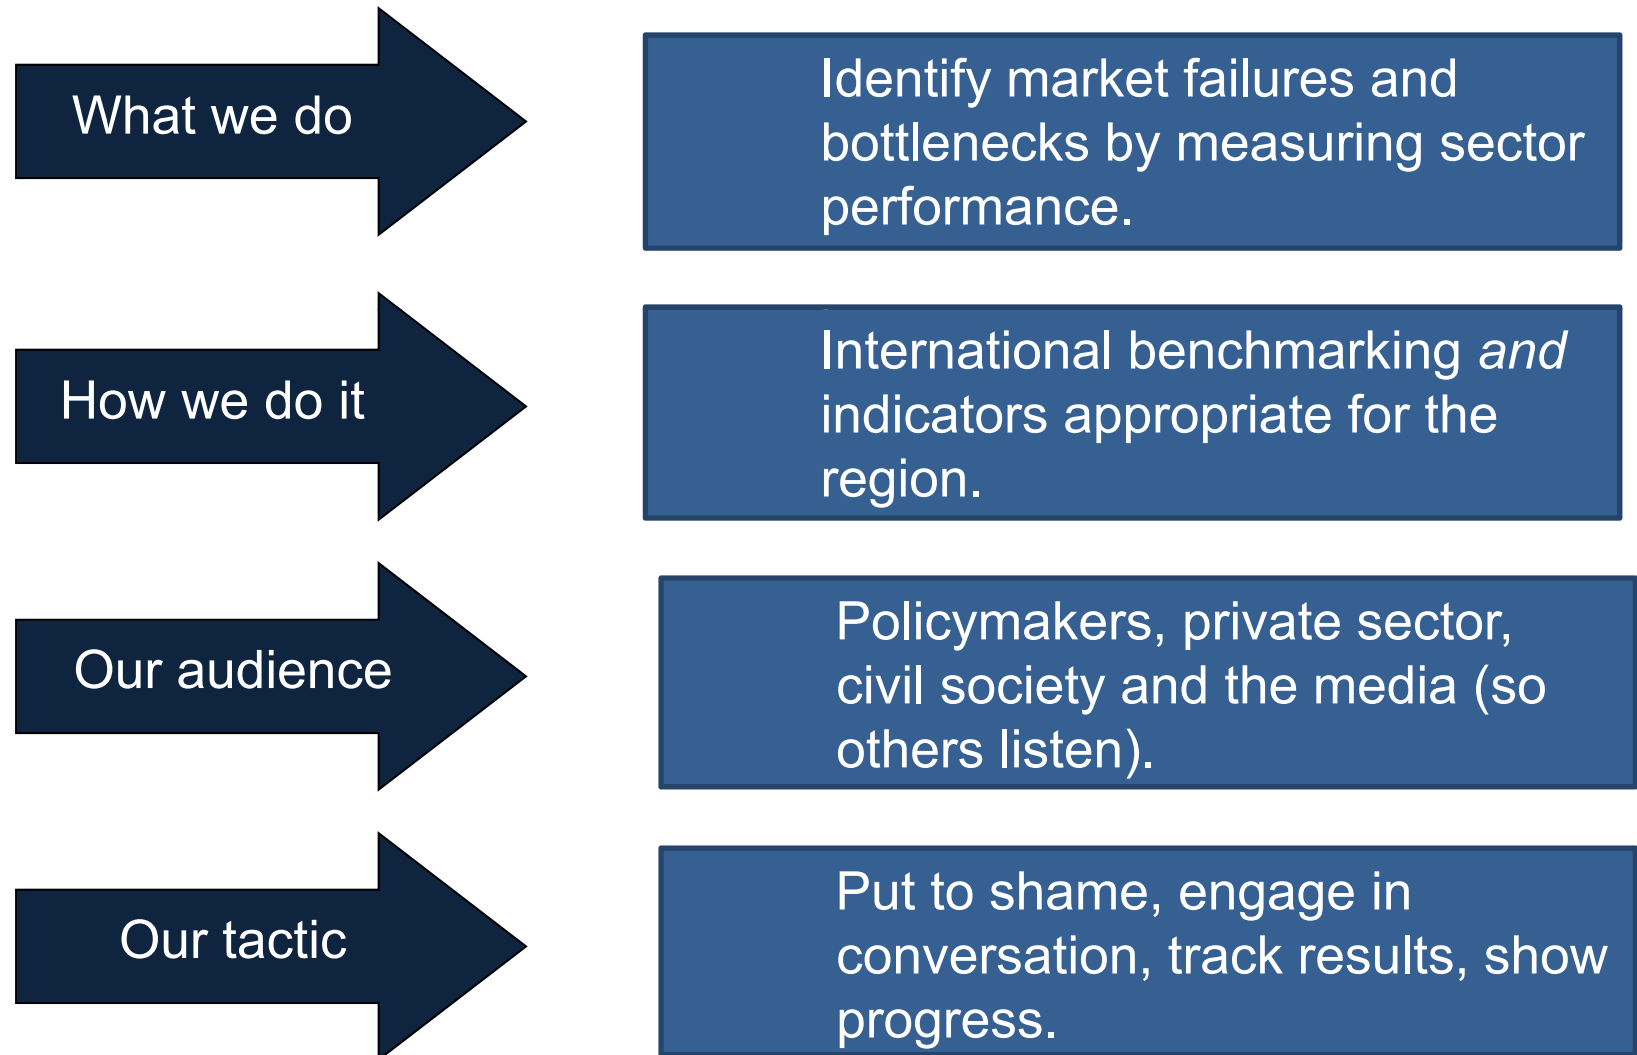 What we do
Identify market failures and
bottlenecks by measuring sector
performance.
How we do it
International benchmarking and
indicators appropriate for the
region.
Our audience
Policymakers, private sector,
civil society and the media (so
others listen).
Our tactic
Put to shame, engage in
conversation, track results, show
progress.